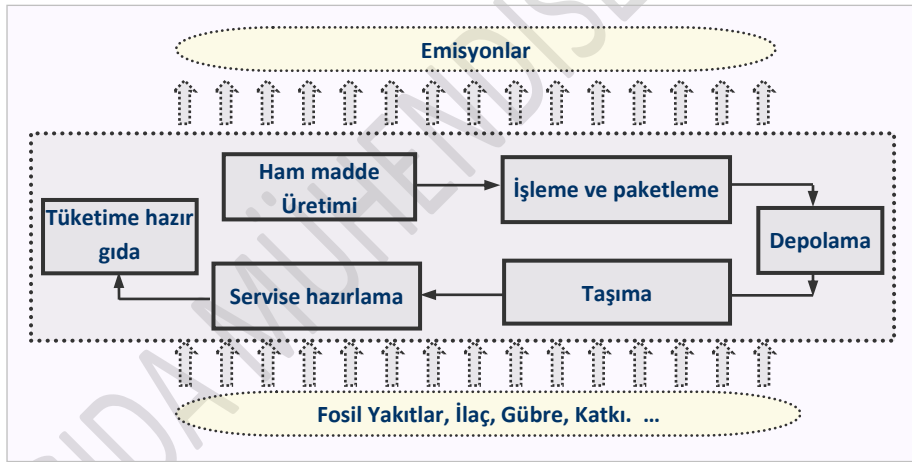 Emisyonlar
Ham madde
Üretimi
İşleme ve paketleme
Tüketime hazır
gıda
Depolama
Servise hazırlama
Taşıma
Fosil Yakıtlar, İlaç, Gübre, Katkı. ...